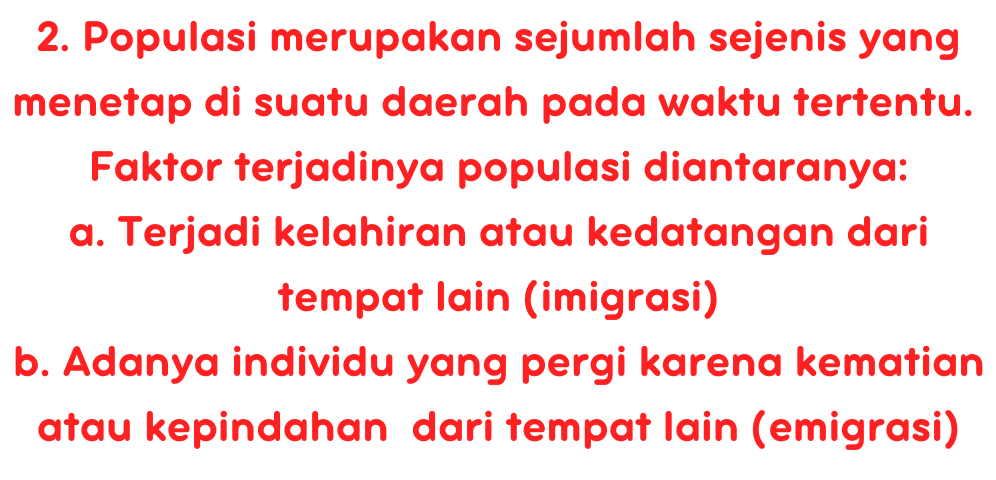 2. Populasi merupakan sejumlah sejenis yang
menetap di suatu daerah pada waktu tertentu.
Faktor terjadinya populasi diantaranya:
a. Terjadi kelahiran atau kedatangan dari
tempat lain (imigrasi)
b. Adanya individu yang pergi karena kematian
atau kepindahan  dari tempat lain (emigrasi)